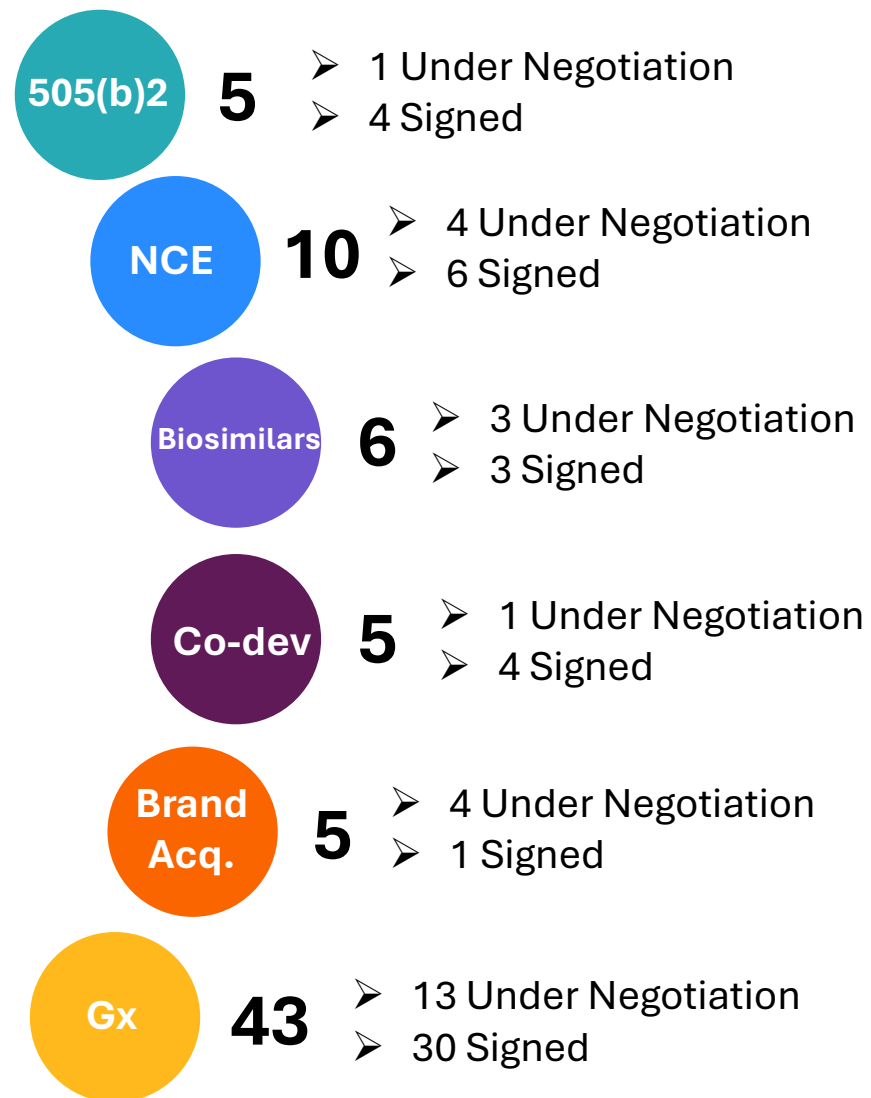 505(b)2
5
➢ 1 Under Negotiation
➢ 4 Signed
NCE
10
➢ 4 Under Negotiation
➢ 6 Signed
Biosimilars
6
➢ 3 Under Negotiation
➢ 3 Signed
Co-dev
5
➢ 1 Under Negotiation
➢ 4 Signed
Brand
Acq.
5
➢ 4 Under Negotiation
➢ 1 Signed
Gx
43
➢ 13 Under Negotiation
➢ 30 Signed